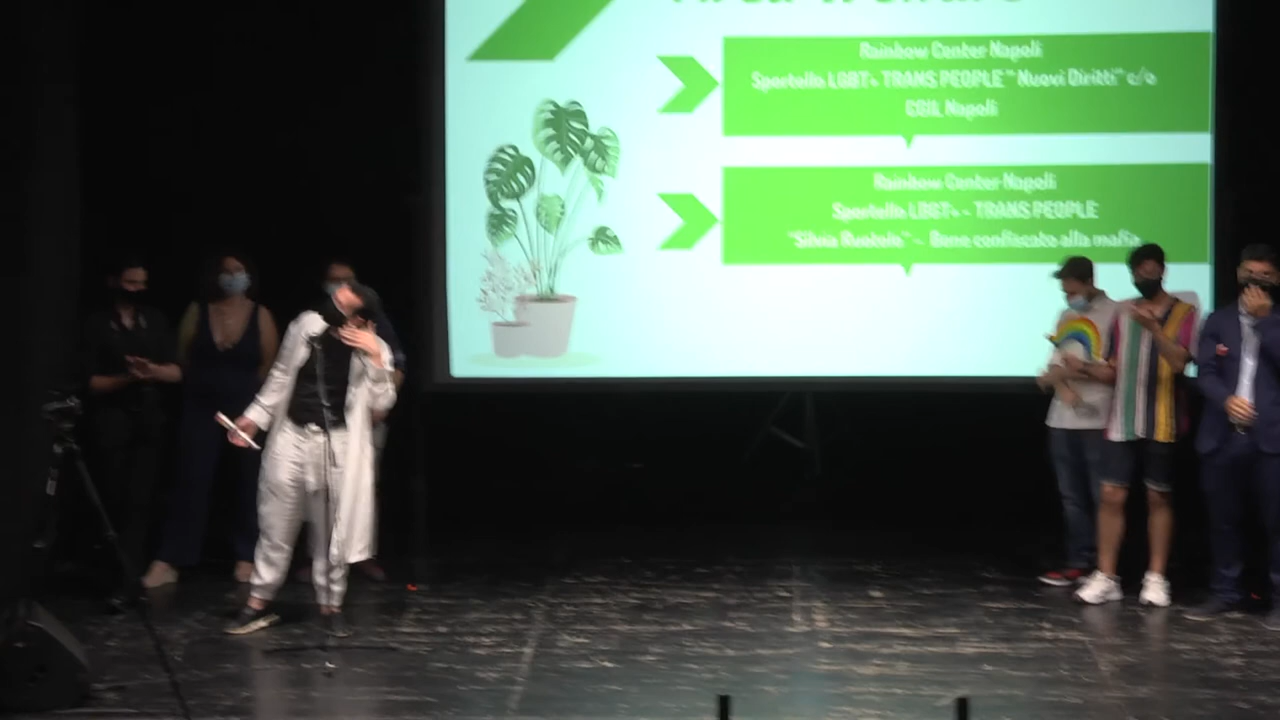 Rainbow Center Napoli
Sportello LGBT+ TRANS PEOPLE " Nuovi Diritti" c/o
CGIL Napoli
Rainbow Center Napoli
Sportello LGBT+ - TRANS PEOPLE
"Silvia Ruotolo" - Bene confiscato alla mafia